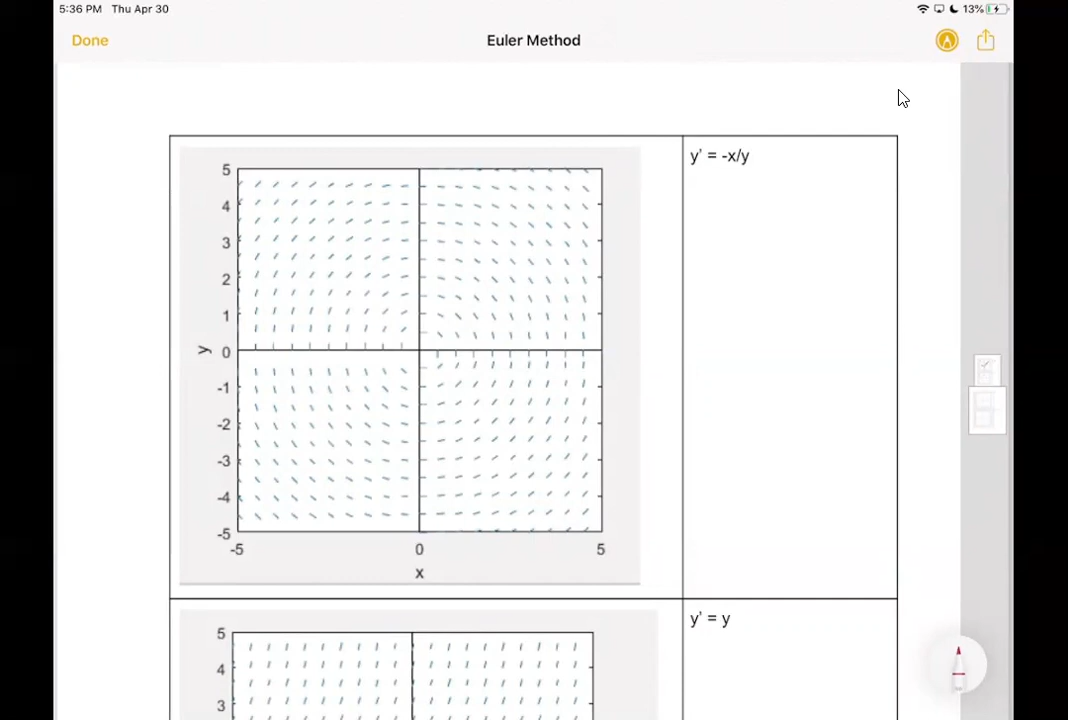 5:36 PM Thu Apr 30
13%
Done
Euler Method
y' = -x/y
5
4
3
2
1
y
0
-1
-2
-3
-4
-5
-5
0
5
x
y' = y
5
4
3